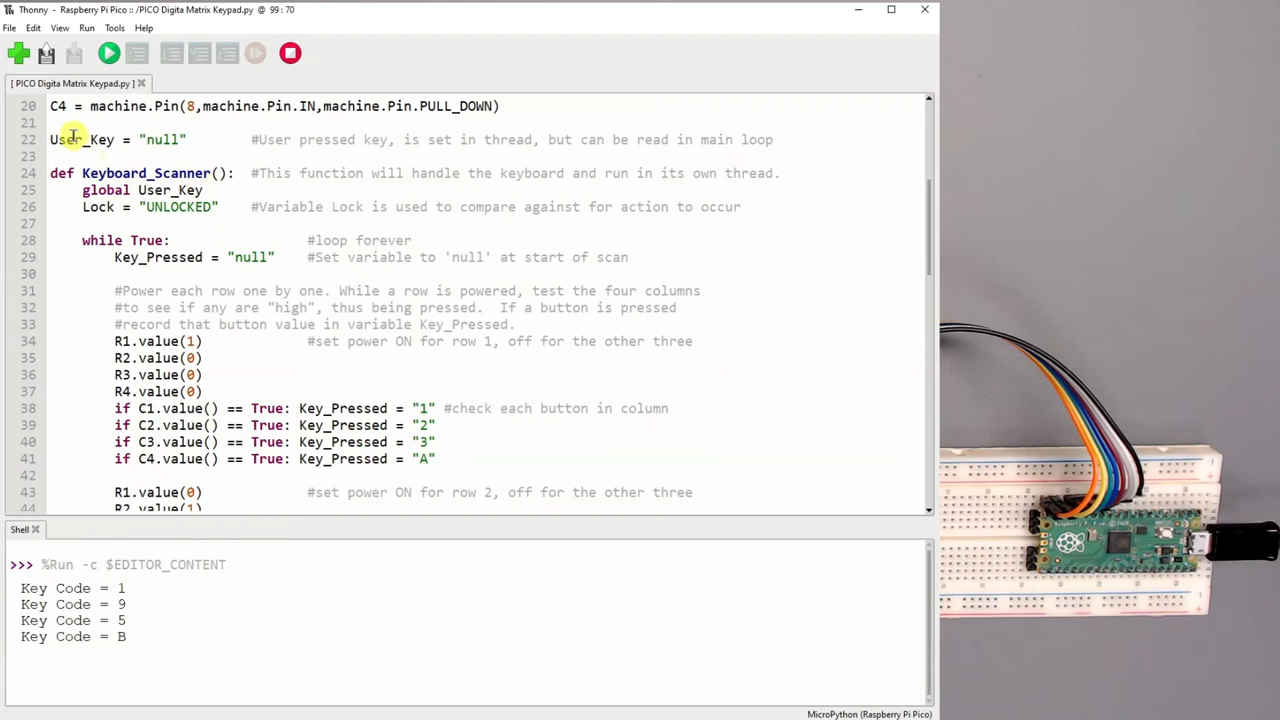 Thonny - Raspberry Pi Pico :: /PICO Digita Matrix Keypad.py @ 99 : 70
File Edit View Run Tools Help
[ PICO Digita Matrix Keypad.py ]
20 C4 = machine.Pin(8,machine.Pin.IN,machine.Pin.PULL_DOWN)
21
22 User_Key = "null" #User pressed key, is set in thread, but can be read in main loop
23
24 def Keyboard_Scanner(): #This function will handle the keyboard and run in its own thread.
25 global User_Key
26 Lock = "UNLOCKED" #Variable Lock is used to compare against for action to occur
27
28 while True: #loop forever
29 Key_Pressed = "null" #Set variable to 'null' at start of scan
30
31 #Power each row one by one. While a row is powered, test the four columns
32 #to see if any are "high", thus being pressed. If a button is pressed
33 #record that button value in variable Key_Pressed.
34 R1.value(1) #set power ON for row 1, off for the other three
35 R2.value(0)
36 R3.value(0)
37 R4.value(0)
38 if C1.value() == True: Key_Pressed = "1" #check each button in column
39 if C2.value() == True: Key_Pressed = "2"
40 if C3.value() == True: Key_Pressed = "3"
41 if C4.value() == True: Key_Pressed = "A"
42
43 R1.value(0) #set power ON for row 2, off for the other three
44 R2.value(1)
Shell
>>> %Run -c $EDITOR_CONTENT
Key Code = 1
Key Code = 9
Key Code = 5
Key Code = B
MicroPython (Raspberry Pi Pico)
Raspberry Pi Pico ©2020